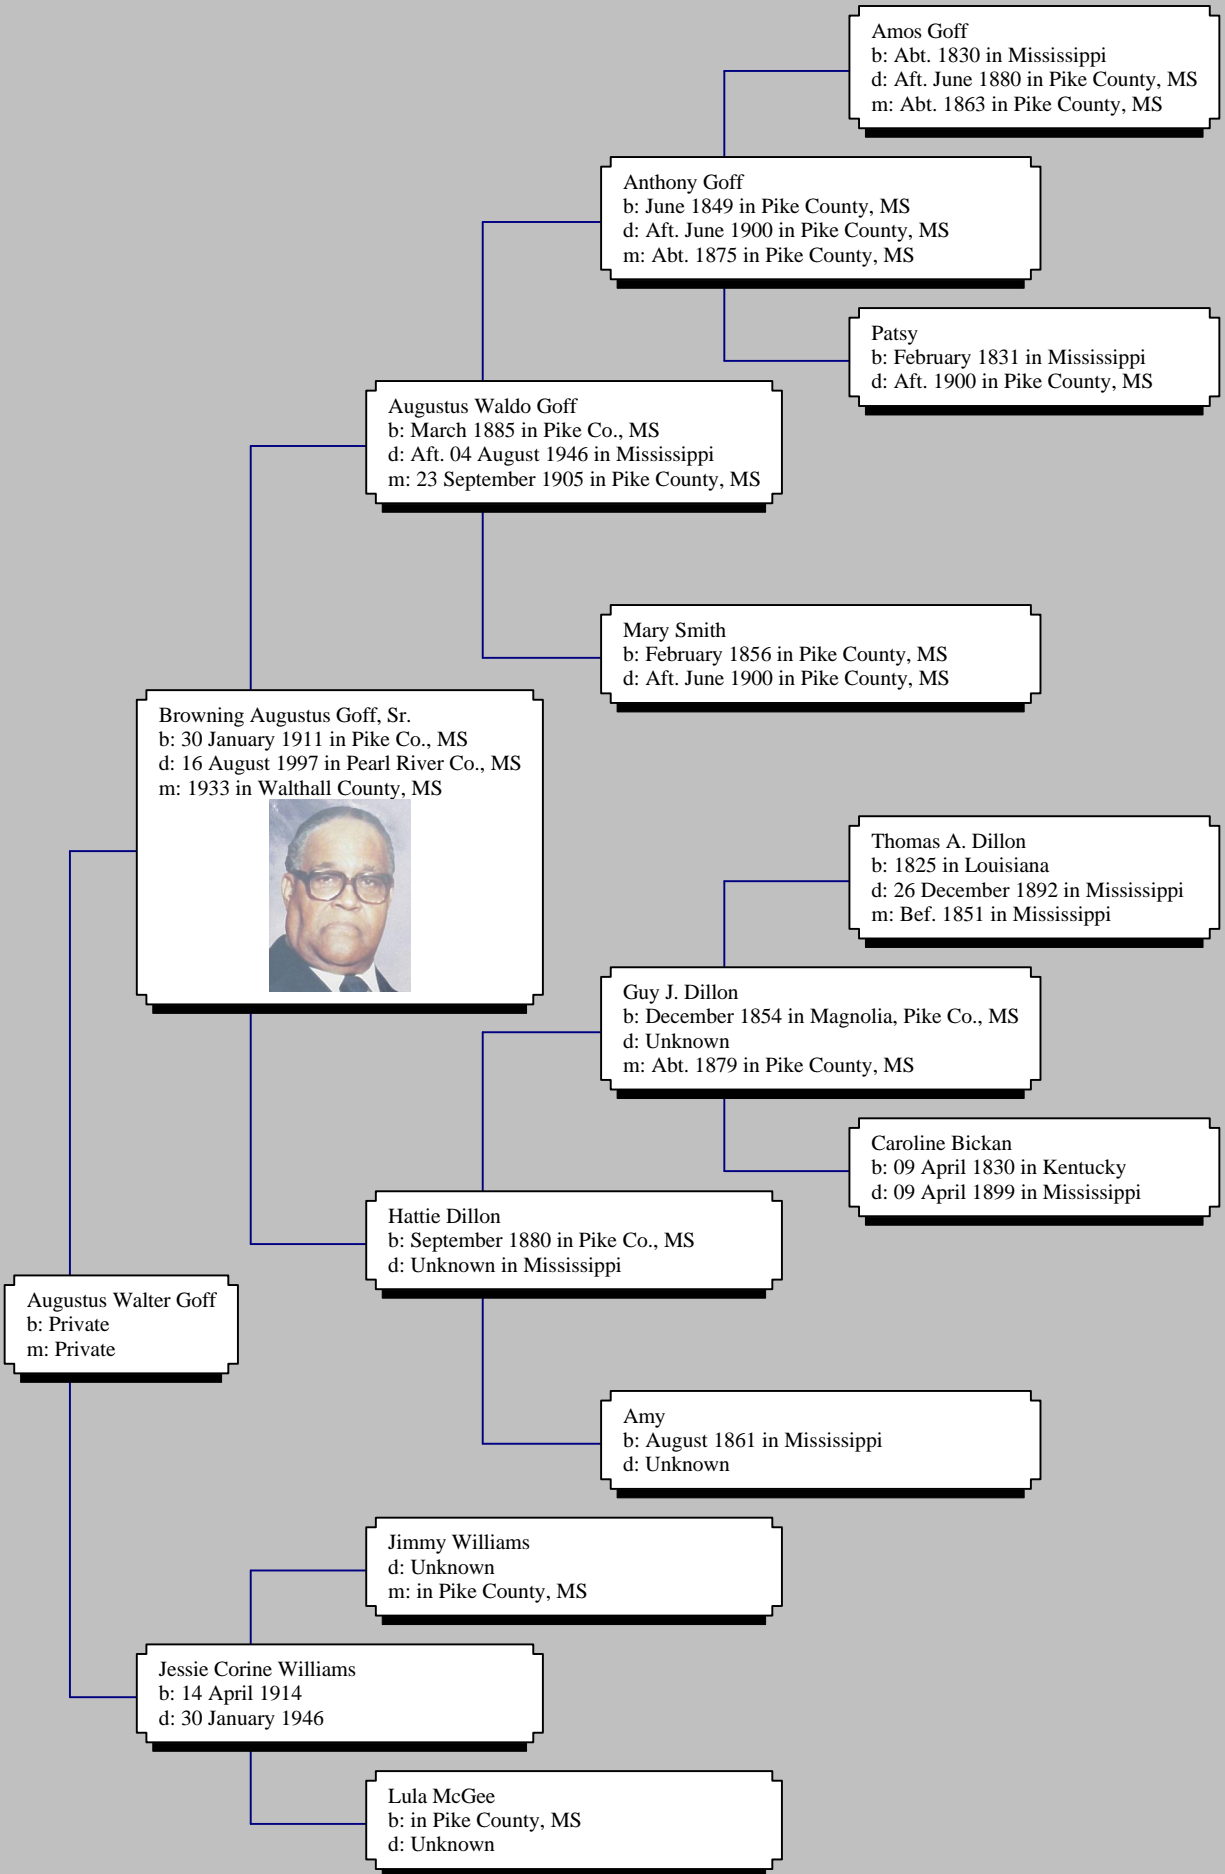 Amos Goff
b: Abt. 1830 in Mississippi
d: Aft. June 1880 in Pike County, MS
m: Abt. 1863 in Pike County, MS
Anthony Goff
b: June 1849 in Pike County, MS
d: Aft. June 1900 in Pike County, MS
m: Abt. 1875 in Pike County, MS
Patsy
b: February 1831 in Mississippi
d: Aft. 1900 in Pike County, MS
Augustus Waldo Goff
b: March 1885 in Pike Co., MS
d: Aft. 04 August 1946 in Mississippi
m: 23 September 1905 in Pike County, MS
Mary Smith
b: February 1856 in Pike County, MS
d: Aft. June 1900 in Pike County, MS
Browning Augustus Goff, Sr.
b: 30 January 1911 in Pike Co., MS
d: 16 August 1997 in Pearl River Co., MS
m: 1933 in Walthall County, MS
Thomas A. Dillon
b: 1825 in Louisiana
d: 26 December 1892 in Mississippi
m: Bef. 1851 in Mississippi
Guy J. Dillon
b: December 1854 in Magnolia, Pike Co., MS
d: Unknown
m: Abt. 1879 in Pike County, MS
Caroline Bickan
b: 09 April 1830 in Kentucky
d: 09 April 1899 in Mississippi
Hattie Dillon
b: September 1880 in Pike Co., MS
d: Unknown in Mississippi
Augustus Walter Goff
b: Private
m: Private
Amy
b: August 1861 in Mississippi
d: Unknown
Jimmy Williams
d: Unknown
m: in Pike County, MS
Jessie Corine Williams
b: 14 April 1914
d: 30 January 1946
Lula McGee
b: in Pike County, MS
d: Unknown